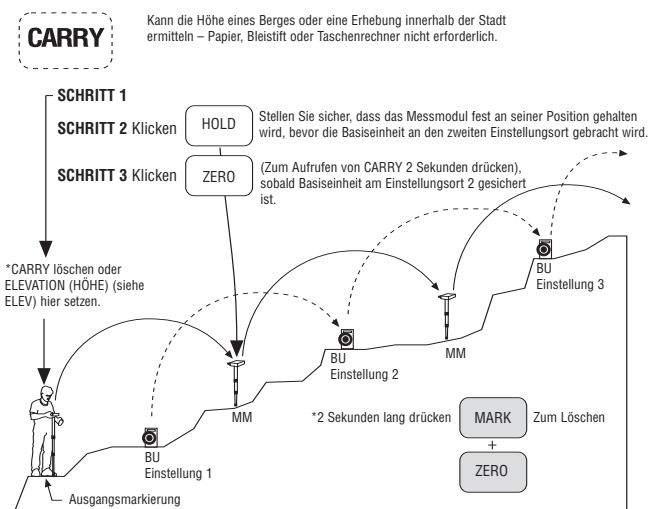 CARRY
Kann die Höhe eines Berges oder eine Erhebung innerhalb der Stadt
ermitteln – Papier, Bleistift oder Taschenrechner nicht erforderlich.
SCHRITT 1
SCHRITT 2 Klicken HOLD
Stellen Sie sicher, dass das Messmodul fest an seiner Position gehalten
wird, bevor die Basiseinheit an den zweiten Einstellungsort gebracht wird.
SCHRITT 3 Klicken ZERO
(Zum Aufrufen von CARRY 2 Sekunden drücken),
sobald Basiseinheit am Einstellungsort 2 gesichert
ist.
*CARRY löschen oder
ELEVATION (HÖHE) (siehe
ELEV) hier setzen.
BU
Einstellung 3
MM
BU
Einstellung 2
MM
BU
Einstellung 1
*2 Sekunden lang drücken MARK Zum Löschen
+
ZERO
Ausgangsmarkierung